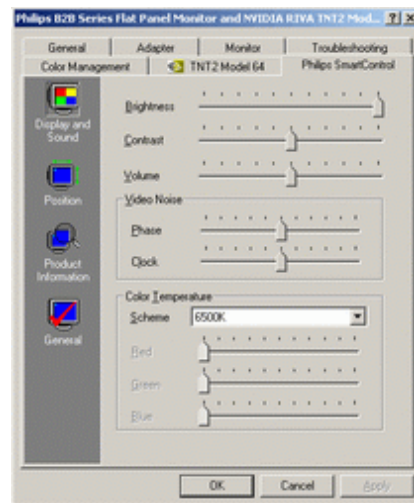 Philips B2B Series Flat Panel Monitor and NVIDIA RIVA TNT2 Mod...
General Adapter Monitor Troubleshooting
Color Management TNT2 Model 64 Philips SmartControl
Display and Sound
Position
Product Information
General
Brightness
Contrast
Volume
Video Noise
Phase
Clock
Color Temperature
Scheme 6500K
Red
Green
Blue
OK Cancel Apply